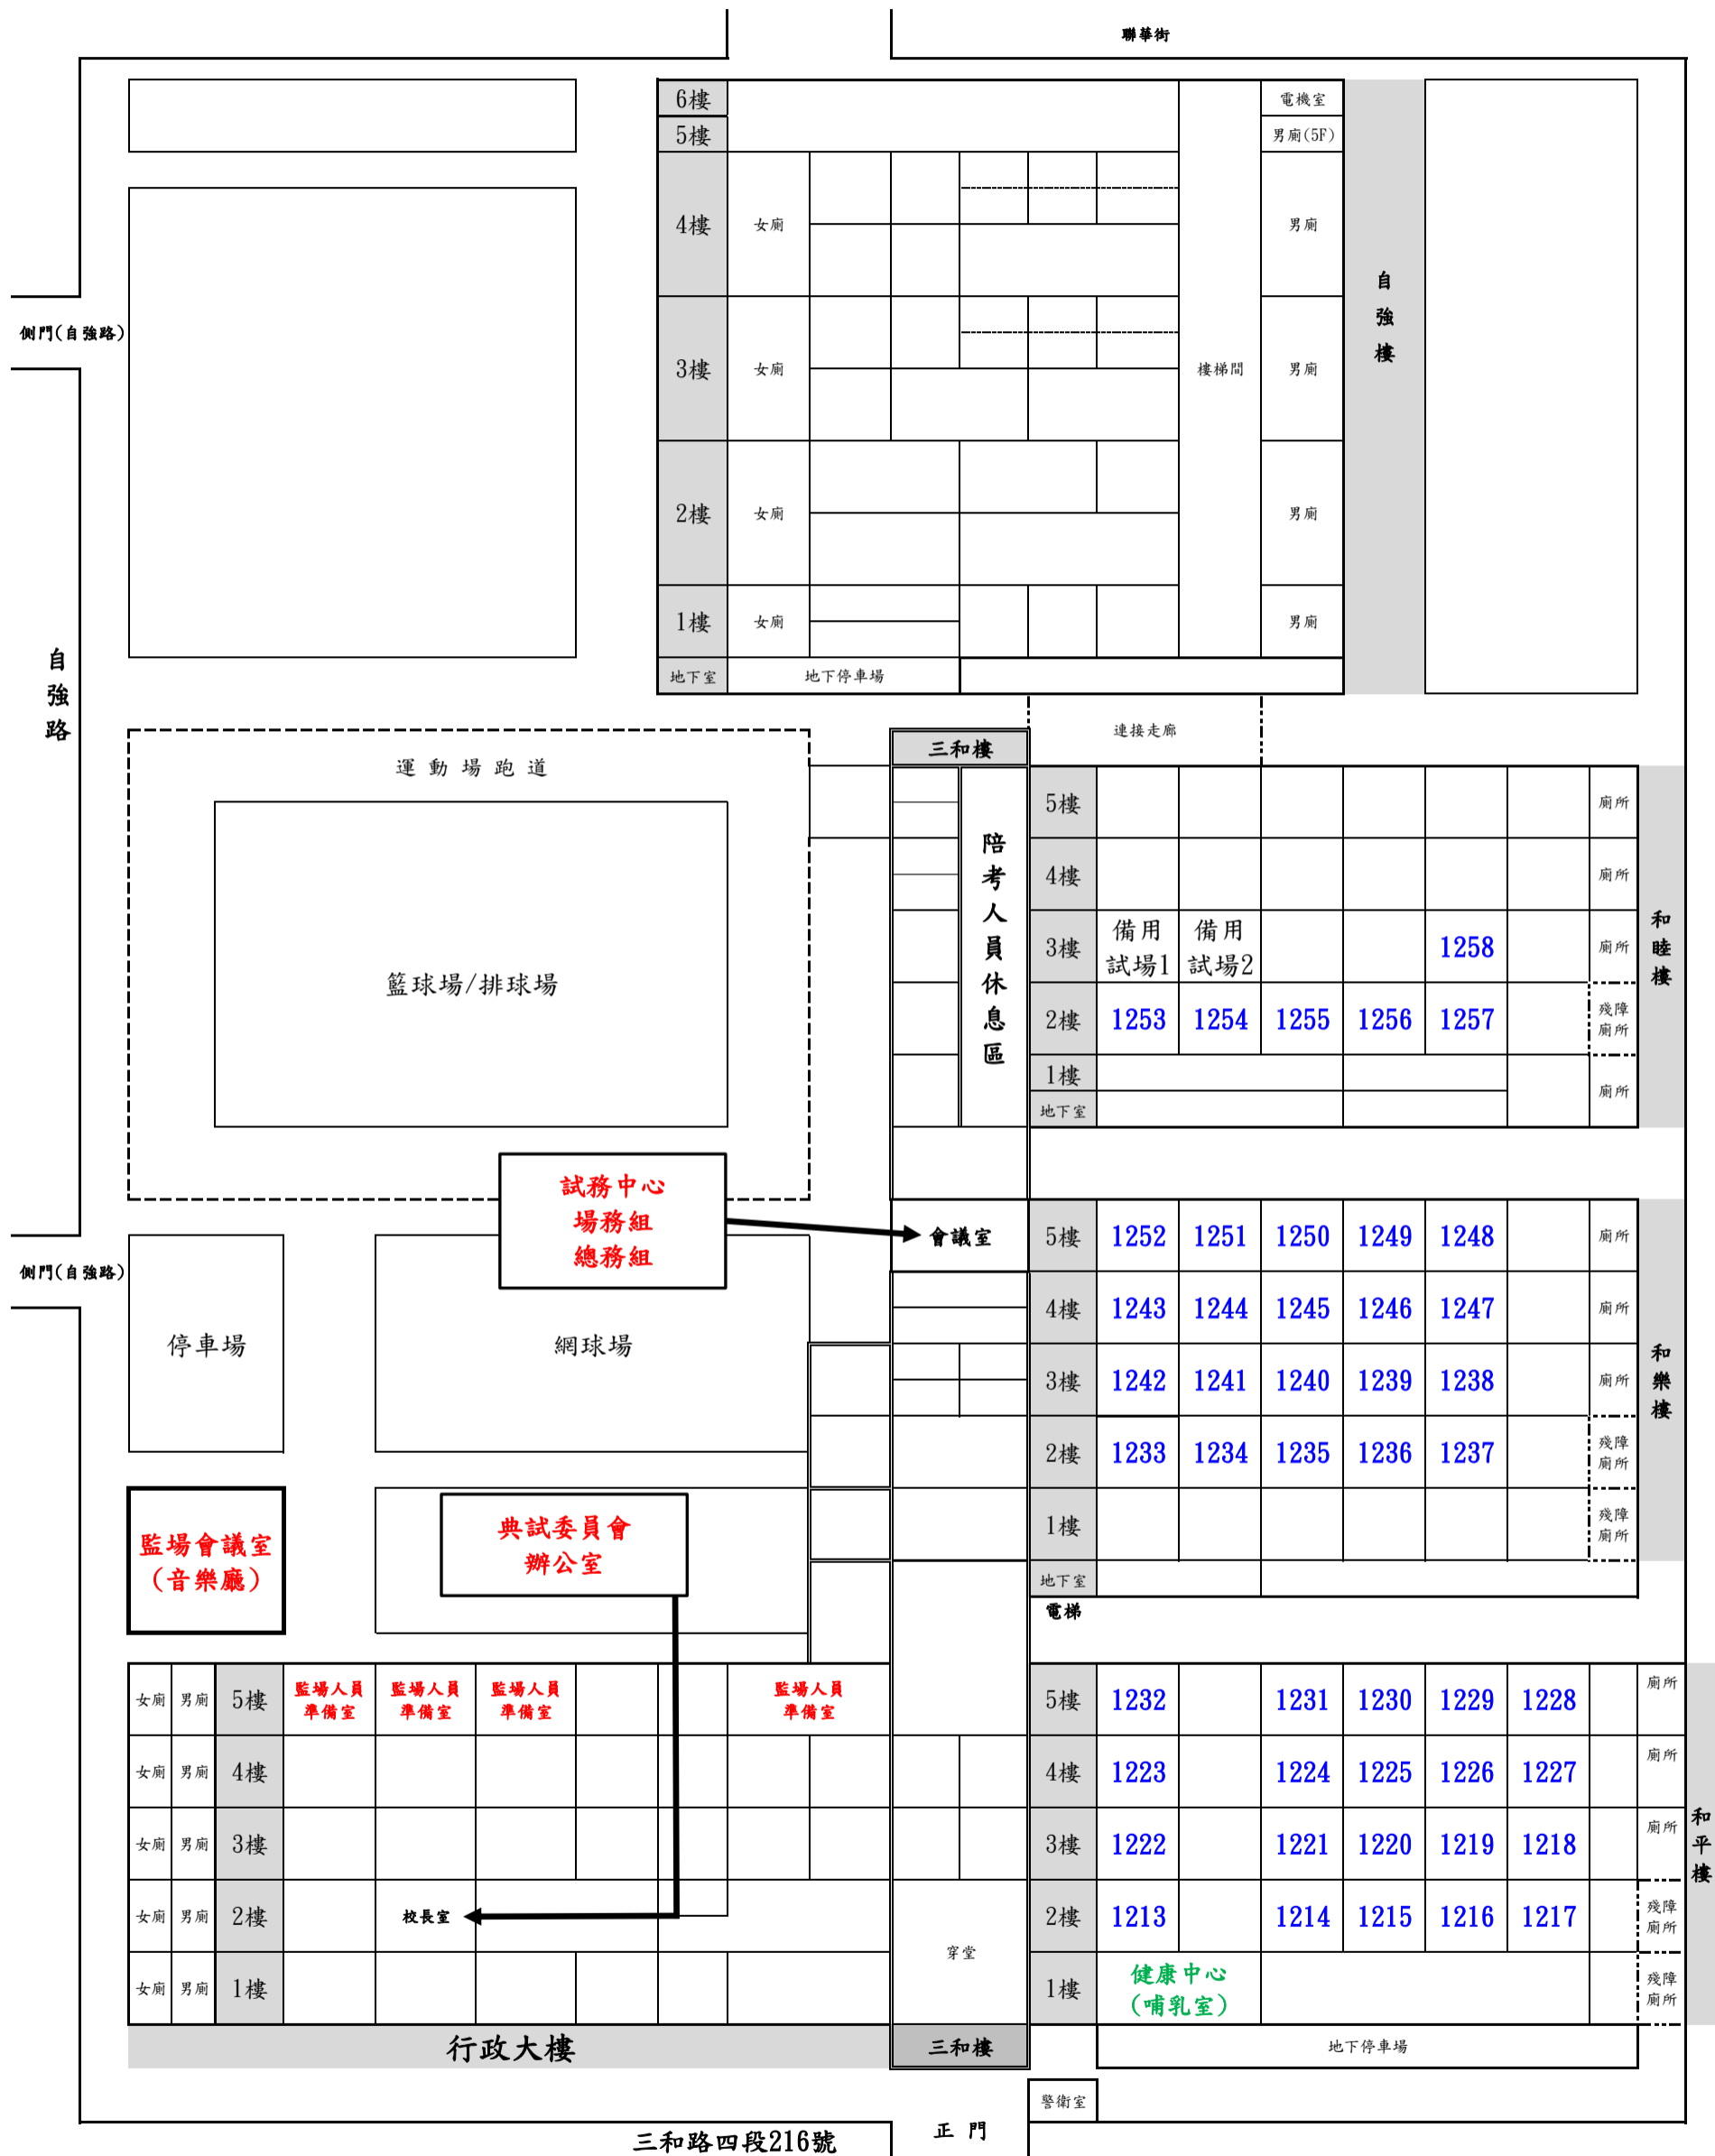 聯華街
6樓 電機室
5樓 男廁(5F)
4樓 女廁 男廁
自強樓
側門(自強路)
3樓 女廁 樓梯間 男廁
2樓 女廁 男廁
1樓 女廁 男廁
地下室 地下停車場
自強路
連接走廊
三和樓
運動場跑道
籃球場/排球場
陪考人員休息區
5樓 廁所
4樓 廁所
3樓 備用 備用 1258 廁所
試場1 試場2
2樓 1253 1254 1255 1256 1257 殘障
廁所
1樓
地下室 廁所
和睦樓
試務中心
場務組
總務組
會議室
5樓 1252 1251 1250 1249 1248 廁所
側門(自強路)
4樓 1243 1244 1245 1246 1247 廁所
停車場
網球場
3樓 1242 1241 1240 1239 1238 廁所
2樓 1233 1234 1235 1236 1237 殘障
廁所
1樓 殘障
廁所
地下室
和樂樓
電梯
監場會議室
(音樂廳)
典試委員會
辦公室
女廁 男廁 5樓 監場人員 監場人員 監場人員 監場人員
準備室 準備室 準備室 準備室
女廁 男廁 4樓
女廁 男廁 3樓
女廁 男廁 2樓 校長室
女廁 男廁 1樓
穿堂
行政大樓
三和樓
5樓 1232 1231 1230 1229 1228 廁所
4樓 1223 1224 1225 1226 1227 廁所
3樓 1222 1221 1220 1219 1218 廁所
2樓 1213 1214 1215 1216 1217 殘障
廁所
1樓 健康中心 殘障
(哺乳室) 廁所
和平樓
地下停車場
警衛室
正門
三和路四段216號